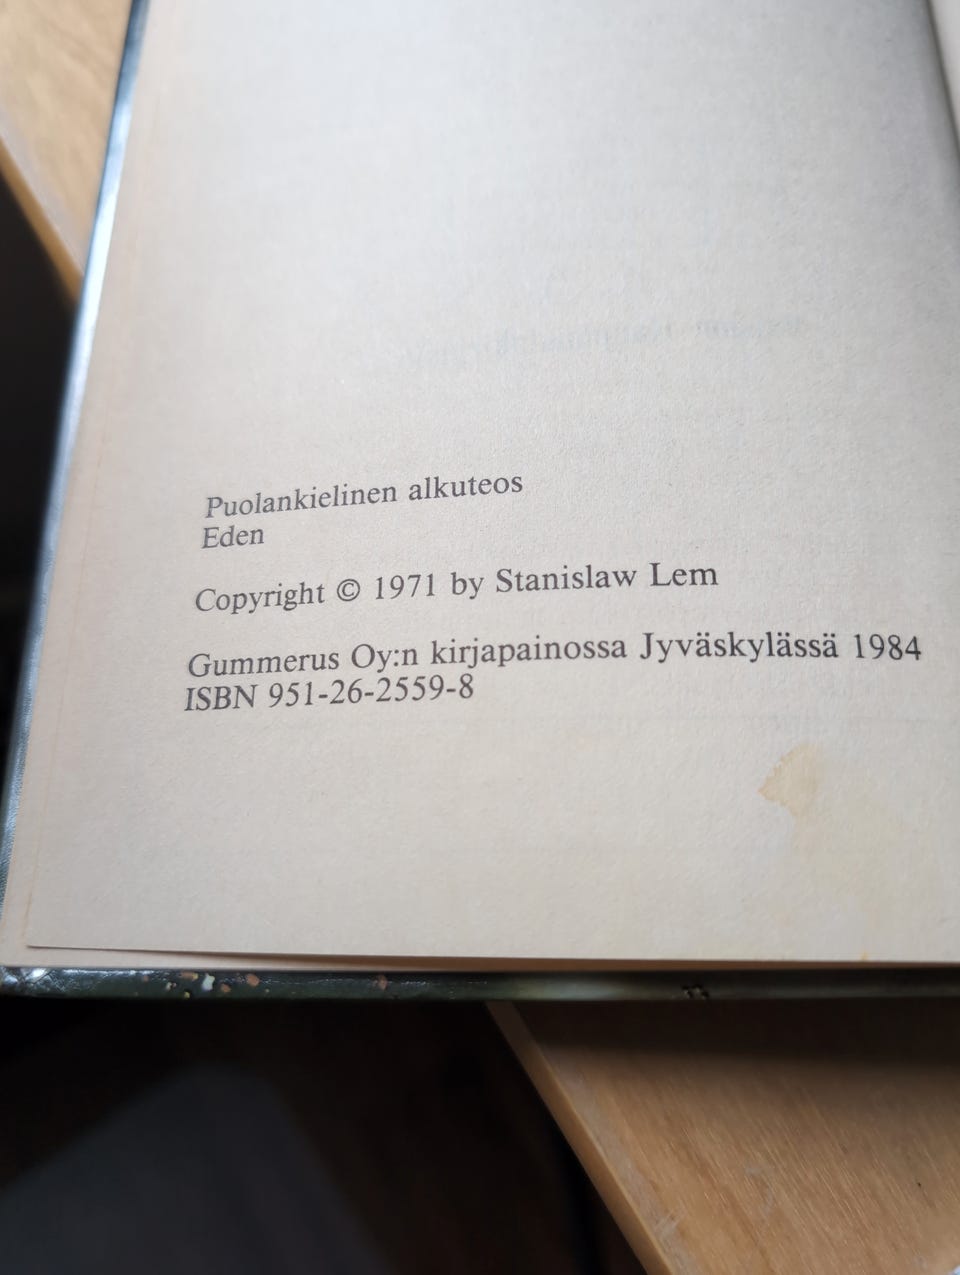 Puolankielinen alkuteos
Eden
Copyright © 1971 by Stanislaw Lem
Gummerus Oy:n kirjapainossa Jyväskylässä 1984
ISBN 951-26-2559-8